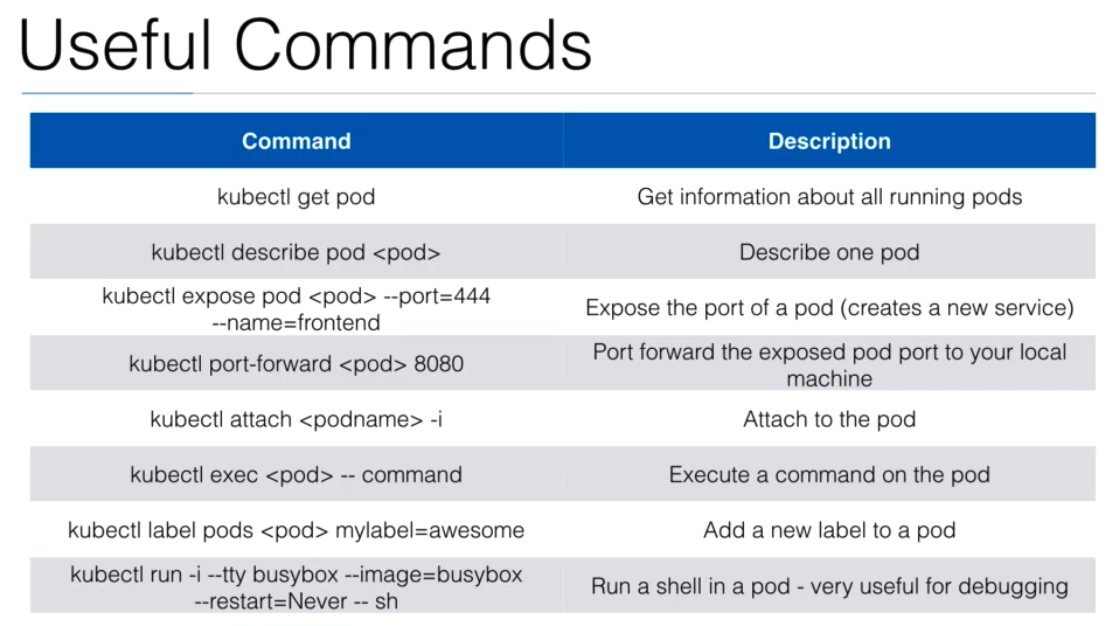 Useful Commands
Command
Description
kubectl get pod
Get information about all running pods
kubectl describe pod <pod>
Describe one pod
kubectl expose pod <pod> --port=444
--name=frontend
Expose the port of a pod (creates a new service)
kubectl port-forward <pod> 8080
Port forward the exposed pod port to your local
machine
kubectl attach <podname> -i
Attach to the pod
kubectl exec <pod> -- command
Execute a command on the pod
kubectl label pods <pod> mylabel=awesome
Add a new label to a pod
kubectl run -i --tty busybox --image=busybox
--restart=Never -- sh
Run a shell in a pod - very useful for debugging